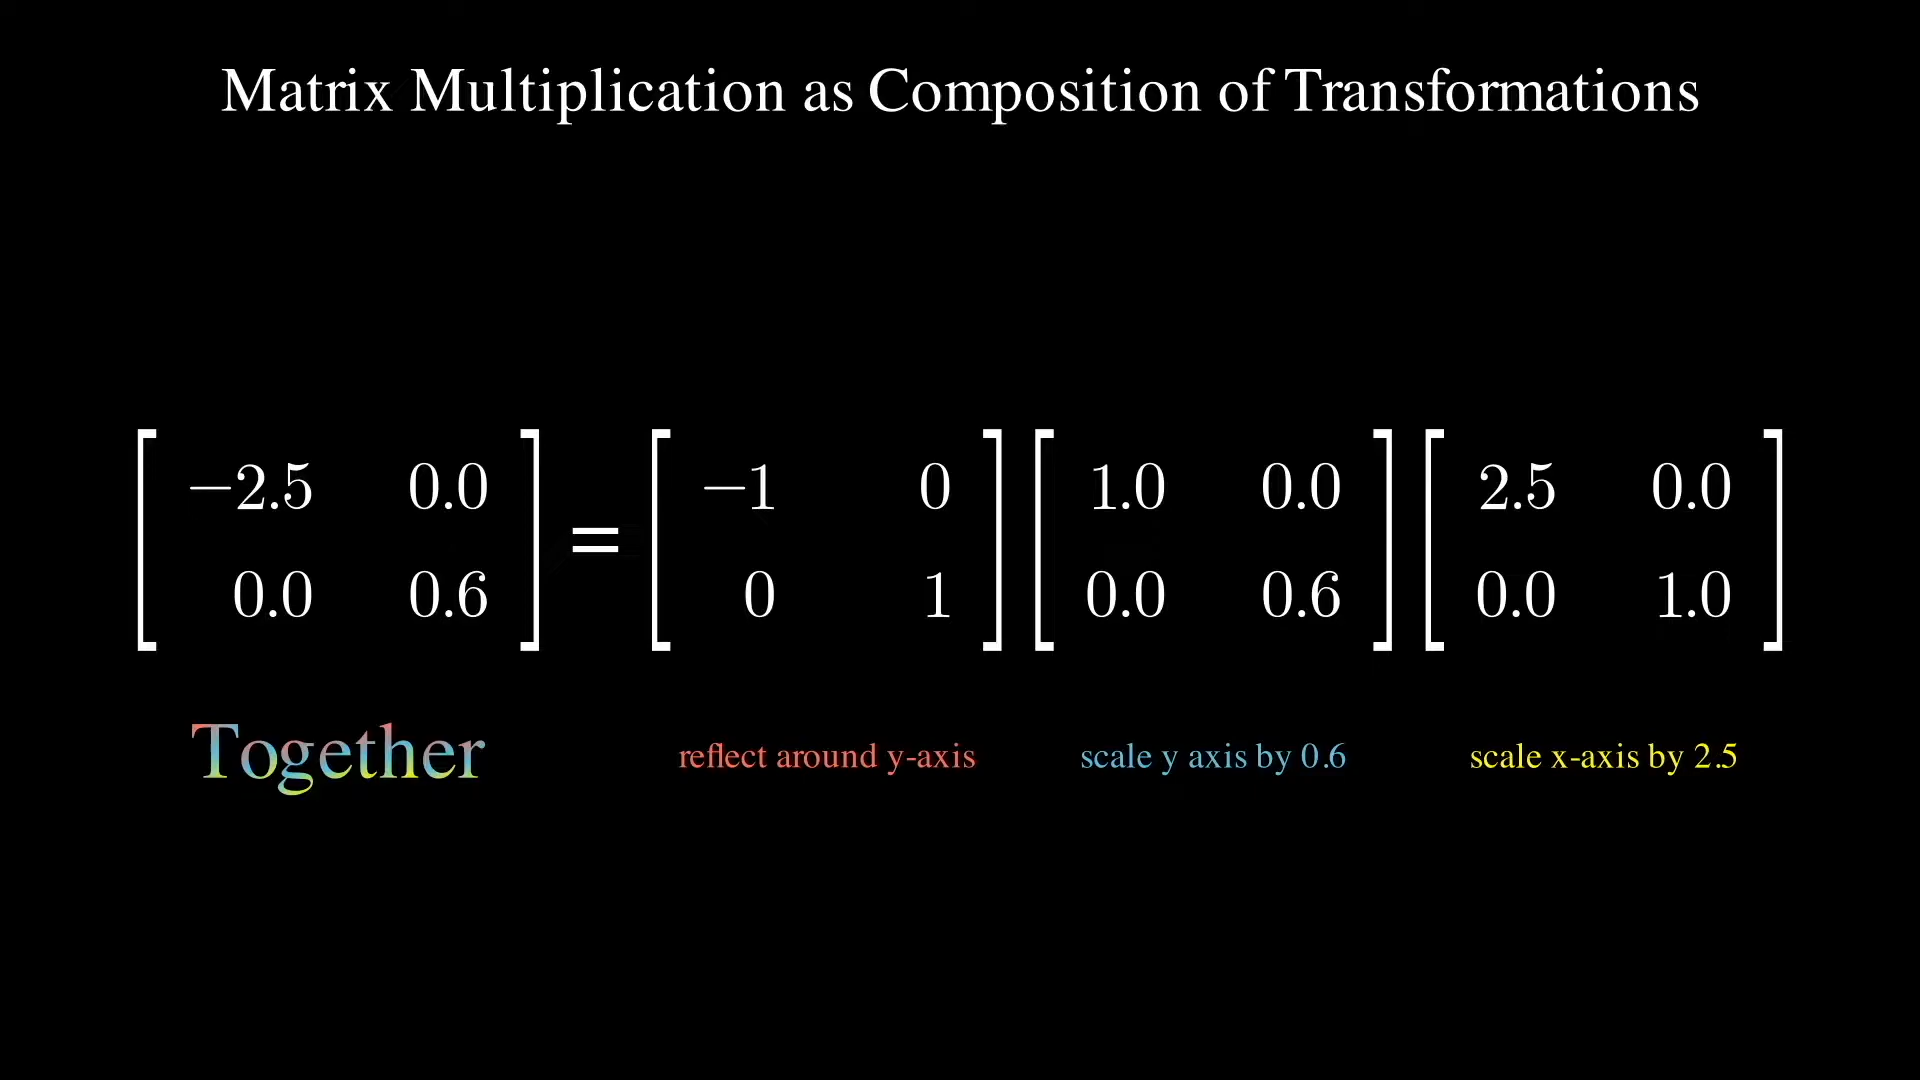 Matrix Multiplication as Composition of Transformations
−2.5 0.0 −1 0 1.0 0.0 2.5 0.0
=
0.0 0.6 0 1 0.0 0.6 0.0 1.0
Together reflect around y-axis scale y axis by 0.6 scale x-axis by 2.5